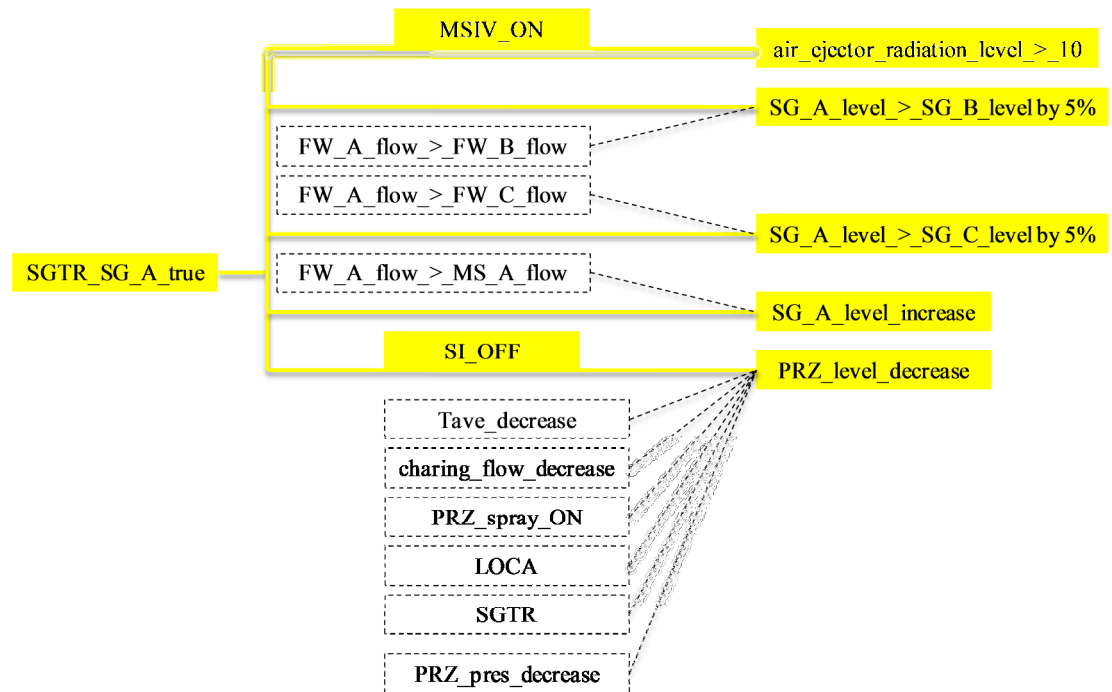 MSIV_ON
air_ejector_radiation_level_>_10
SG_A_level_>_SG_B_level by 5%
FW_A_flow_>_FW_B_flow
FW_A_flow_>_FW_C_flow
SG_A_level_>_SG_C_level by 5%
SGTR_SG_A_true
FW_A_flow_>_MS_A_flow
SG_A_level_increase
SI_OFF
PRZ_level_decrease
Tave_decrease
charing_flow_decrease
PRZ_spray_ON
LOCA
SGTR
PRZ_pres_decrease